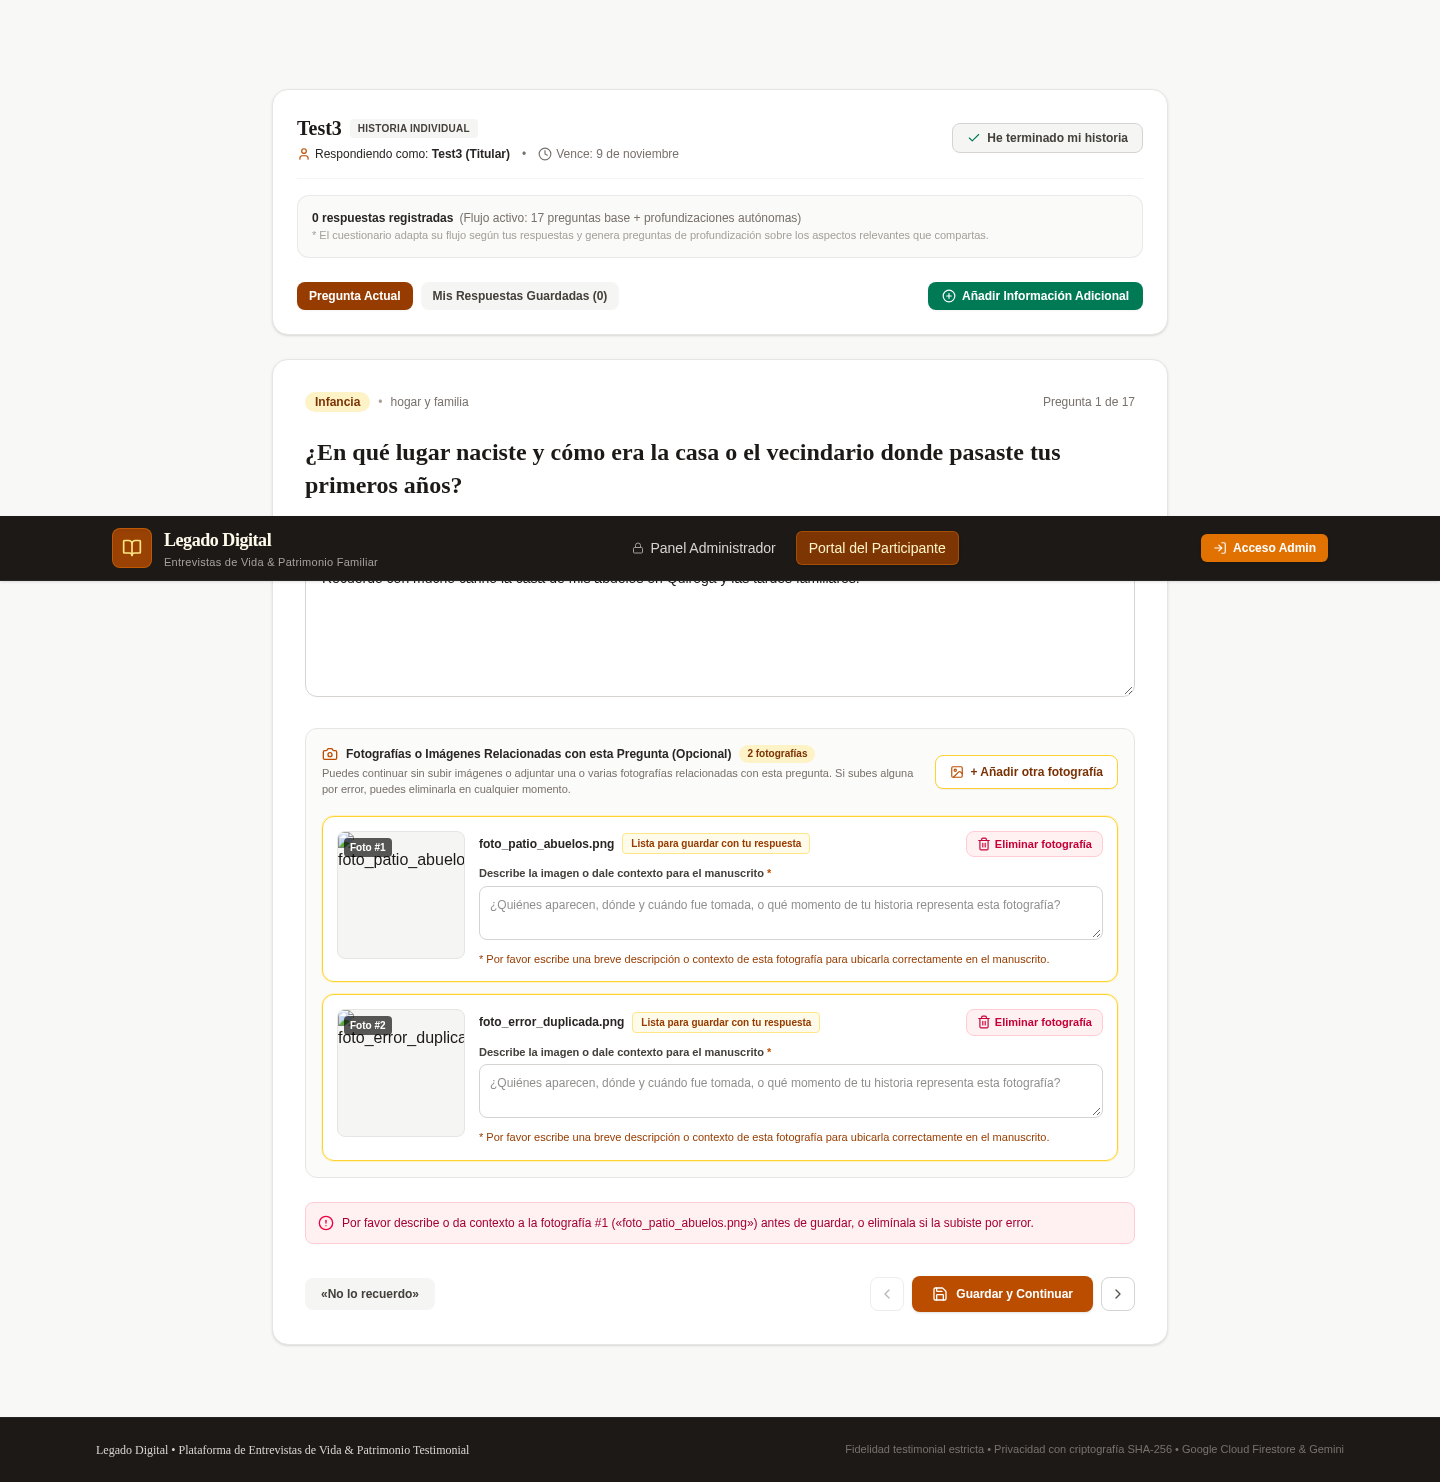 Test3 HISTORIA INDIVIDUAL
Respondiendo como: Test3 (Titular) • Vence: 9 de noviembre
He terminado mi historia
0 respuestas registradas (Flujo activo: 17 preguntas base + profundizaciones autónomas)
* El cuestionario adapta su flujo según tus respuestas y genera preguntas de profundización sobre los aspectos relevantes que compartas.
Pregunta Actual Mis Respuestas Guardadas (0) Añadir Información Adicional
Infancia • hogar y familia Pregunta 1 de 17
¿En qué lugar naciste y cómo era la casa o el vecindario donde pasaste tus
primeros años?
Legado Digital
Entrevistas de Vida & Patrimonio Familiar
Panel Administrador Portal del Participante Acceso Admin
Recuerdo con mucho cariño la casa de mis abuelos en Quiroga y las tardes familiares.
Fotografías o Imágenes Relacionadas con esta Pregunta (Opcional) 2 fotografías
Puedes continuar sin subir imágenes o adjuntar una o varias fotografías relacionadas con esta pregunta. Si subes alguna
por error, puedes eliminarla en cualquier momento.
+ Añadir otra fotografía
Foto #1
foto_patio_abuelo
foto_patio_abuelos.png Lista para guardar con tu respuesta Eliminar fotografía
Describe la imagen o dale contexto para el manuscrito *
¿Quiénes aparecen, dónde y cuándo fue tomada, o qué momento de tu historia representa esta fotografía?
* Por favor escribe una breve descripción o contexto de esta fotografía para ubicarla correctamente en el manuscrito.
Foto #2
foto_error_duplica
foto_error_duplicada.png Lista para guardar con tu respuesta Eliminar fotografía
Describe la imagen o dale contexto para el manuscrito *
¿Quiénes aparecen, dónde y cuándo fue tomada, o qué momento de tu historia representa esta fotografía?
* Por favor escribe una breve descripción o contexto de esta fotografía para ubicarla correctamente en el manuscrito.
Por favor describe o da contexto a la fotografía #1 («foto_patio_abuelos.png») antes de guardar, o elimínala si la subiste por error.
«No lo recuerdo» Guardar y Continuar
Legado Digital • Plataforma de Entrevistas de Vida & Patrimonio Testimonial
Fidelidad testimonial estricta • Privacidad con criptografía SHA-256 • Google Cloud Firestore & Gemini